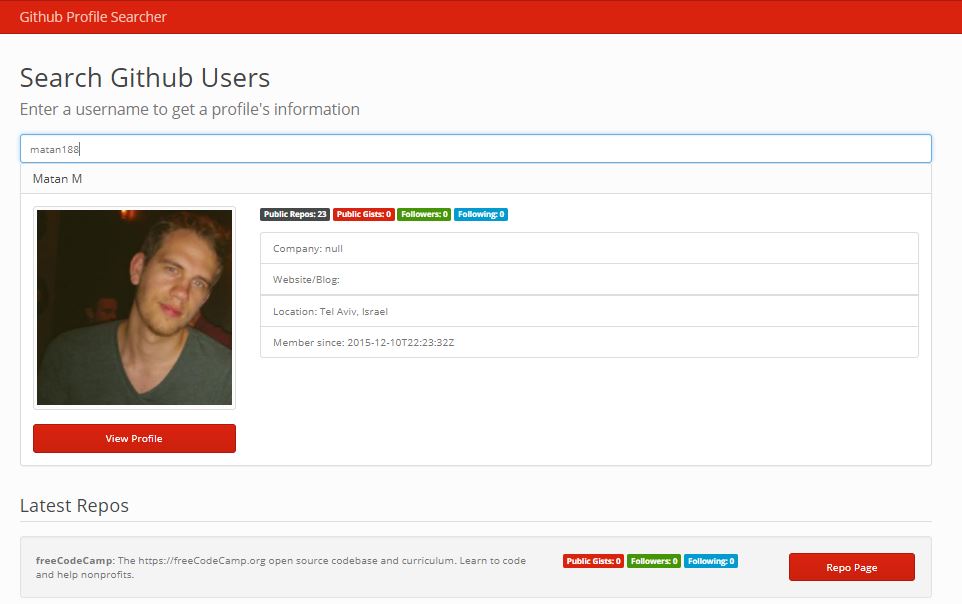 Github Profile Searcher
Search Github Users
Enter a username to get a profile's information
matan188
Matan M
Public Repos: 23 Public Gists: 0 Followers: 0 Following: 0
Company: null
Website/Blog:
Location: Tel Aviv, Israel
Member since: 2015-12-10T22:23:32Z
View Profile
Latest Repos
freeCodeCamp: The https://freeCodeCamp.org open source codebase and curriculum. Learn to code
and help nonprofits.
Public Gists: 0 Followers: 0 Following: 0
Repo Page